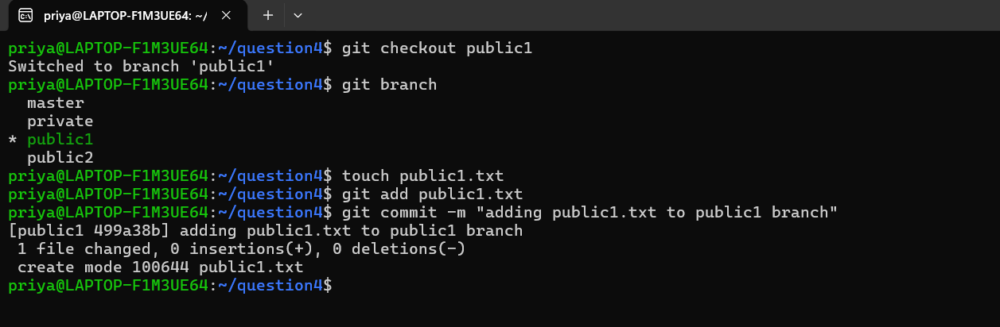 priya@LAPTOP-F1M3UE64: ~/
priya@LAPTOP-F1M3UE64:~/question4$ git checkout public1
Switched to branch 'public1'
priya@LAPTOP-F1M3UE64:~/question4$ git branch
  master
  private
* public1
  public2
priya@LAPTOP-F1M3UE64:~/question4$ touch public1.txt
priya@LAPTOP-F1M3UE64:~/question4$ git add public1.txt
priya@LAPTOP-F1M3UE64:~/question4$ git commit -m "adding public1.txt to public1 branch"
[public1 499a38b] adding public1.txt to public1 branch
 1 file changed, 0 insertions(+), 0 deletions(-)
 create mode 100644 public1.txt
priya@LAPTOP-F1M3UE64:~/question4$